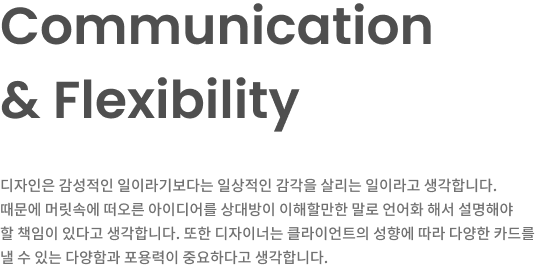 Communication
& Flexibility
디자인은 감성적인 일이라기보다는 일상적인 감각을 살리는 일이라고 생각합니다.
때문에 머릿속에 떠오른 아이디어를 상대방이 이해할만한 말로 언어화 해서 설명해야
할 책임이 있다고 생각합니다. 또한 디자이너는 클라이언트의 성향에 따라 다양한 카드를
낼 수 있는 다양함과 포용력이 중요하다고 생각합니다.